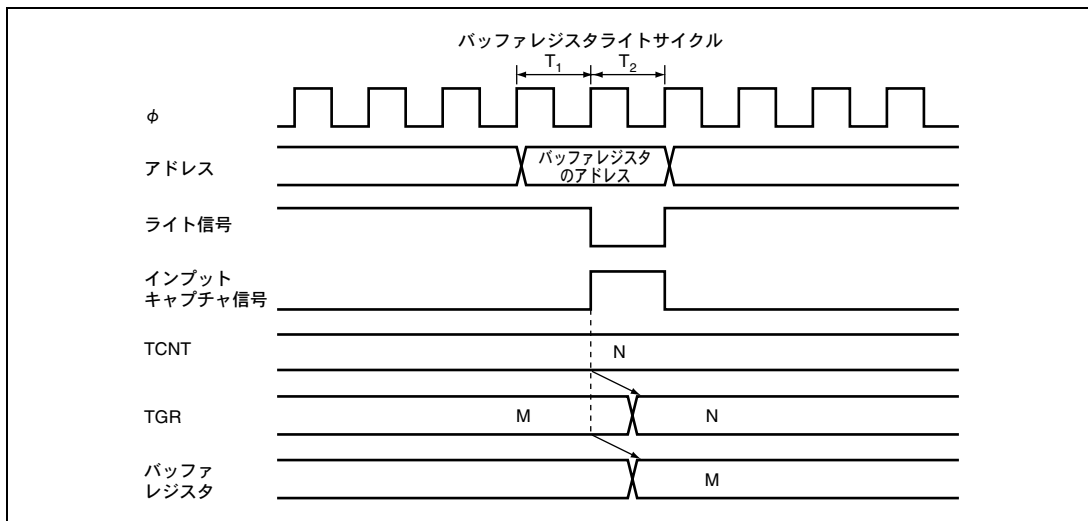 バッファレジスタライトサイクル
T1 T2
φ
アドレス
バッファレジスタ
のアドレス
ライト信号
インプット
キャプチャ信号
TCNT
N
TGR
M
N
バッファ
レジスタ
M